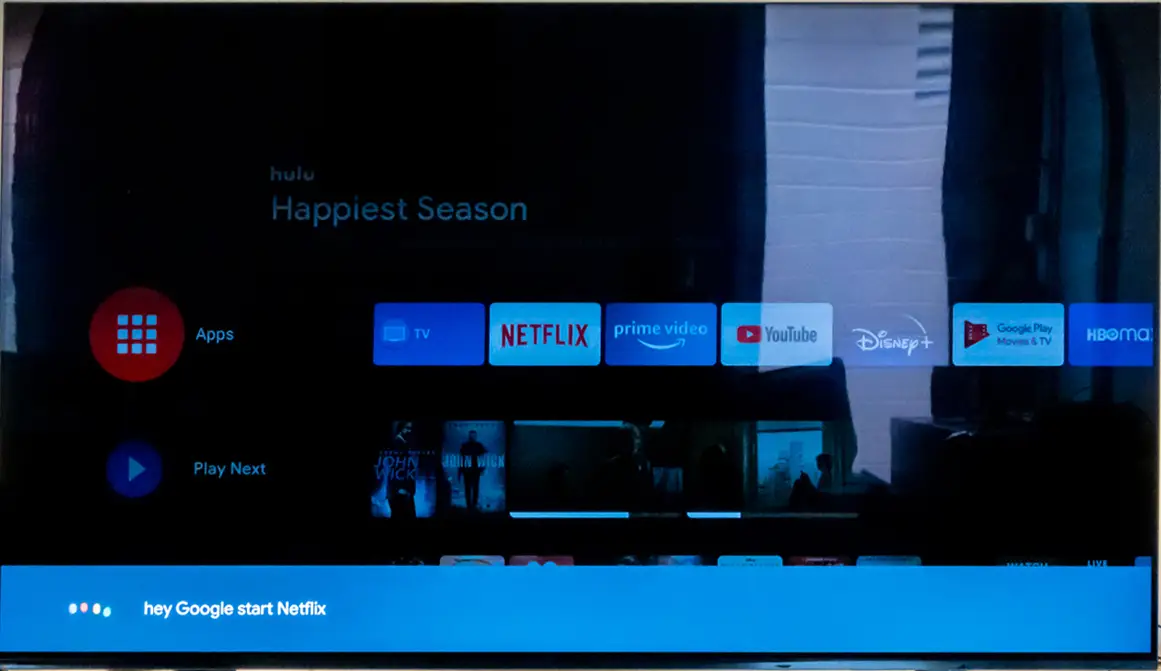 hulu
Happiest Season
Apps
TV
NETFLIX
prime video
YouTube
Disney+
Google Play
Movies & TV
HBOma
Play Next
JOHN
WICK
JOHN WICK
WATCH
LIVE
hey Google start Netflix